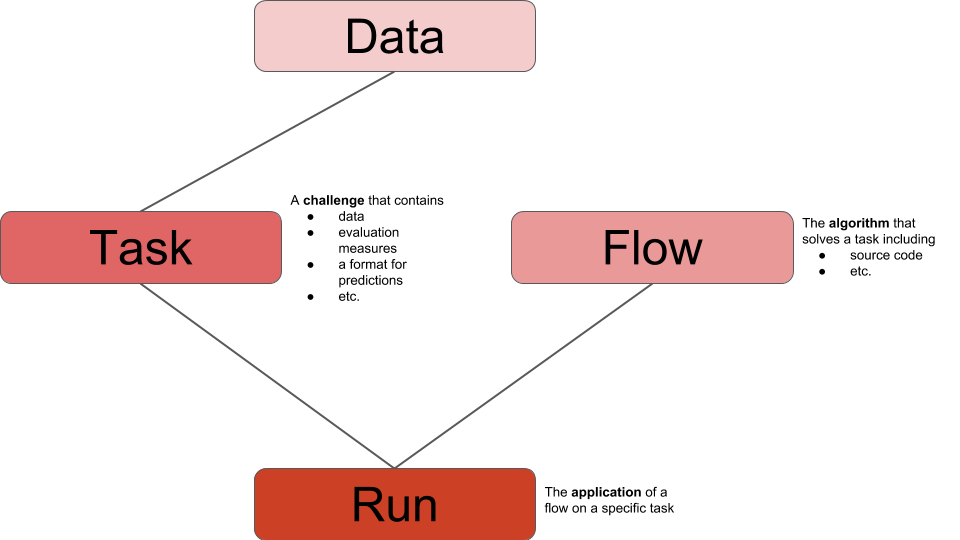 Data
Task
A challenge that contains
● data
● evaluation
measures
● a format for
predictions
● etc.
Flow
The algorithm that
solves a task including
● source code
● etc.
Run
The application of a
flow on a specific task